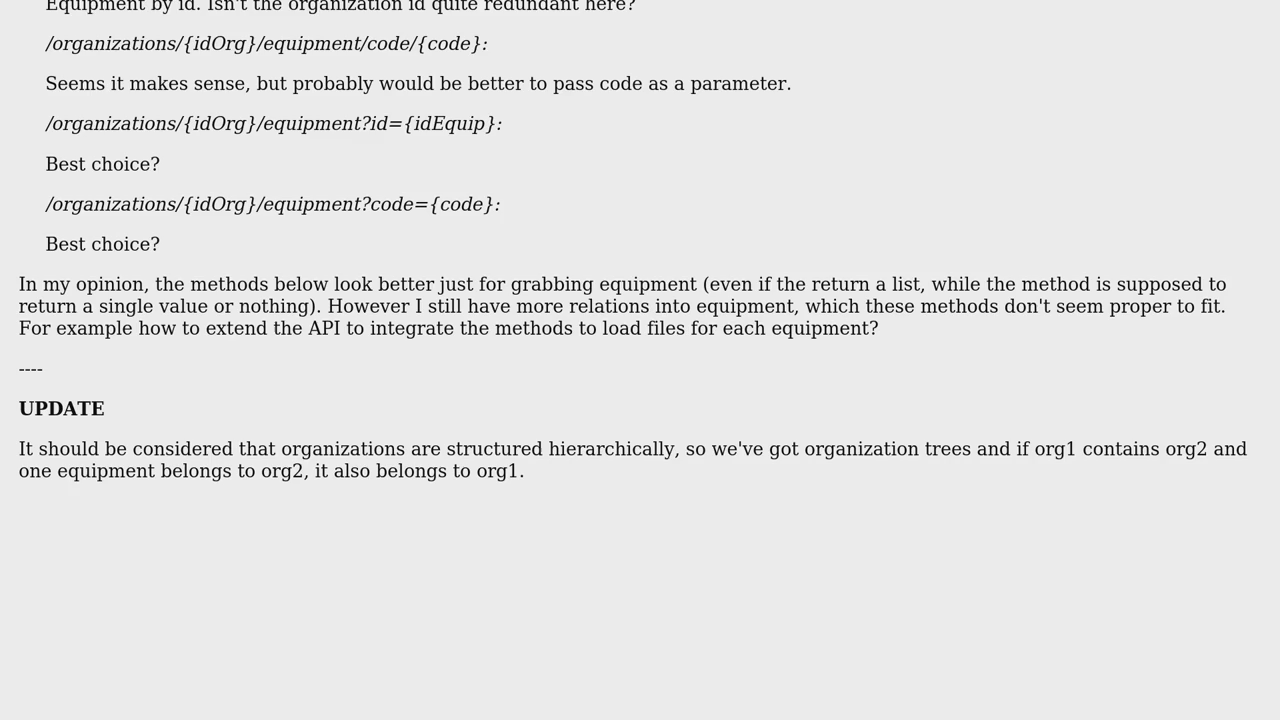 Equipment by id. Isn't the organization id quite redundant here?
/organizations/{idOrg}/equipment/code/{code}:
Seems it makes sense, but probably would be better to pass code as a parameter.
/organizations/{idOrg}/equipment?id={idEquip}:
Best choice?
/organizations/{idOrg}/equipment?code={code}:
Best choice?
In my opinion, the methods below look better just for grabbing equipment (even if the return a list, while the method is supposed to
return a single value or nothing). However I still have more relations into equipment, which these methods don't seem proper to fit.
For example how to extend the API to integrate the methods to load files for each equipment?
----
UPDATE
It should be considered that organizations are structured hierarchically, so we've got organization trees and if org1 contains org2 and
one equipment belongs to org2, it also belongs to org1.